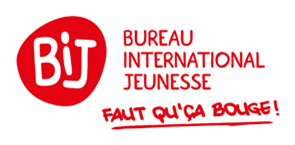 BiJ
BUREAU
INTERNATIONAL
JEUNESSE
FAUT QU'ÇA BOUGE !